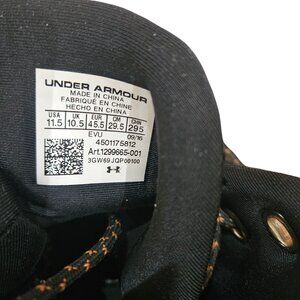 UNDER ARMOUR
MADE IN CHINA
FABRIQUÉ EN CHINE
HECHO EN CHINA
USA UK EUR CM CHN
11.5 10.5 45.5 29.5 295
EVU 09/16
4501175812
Art.1299665-001
3GW69JQP00100